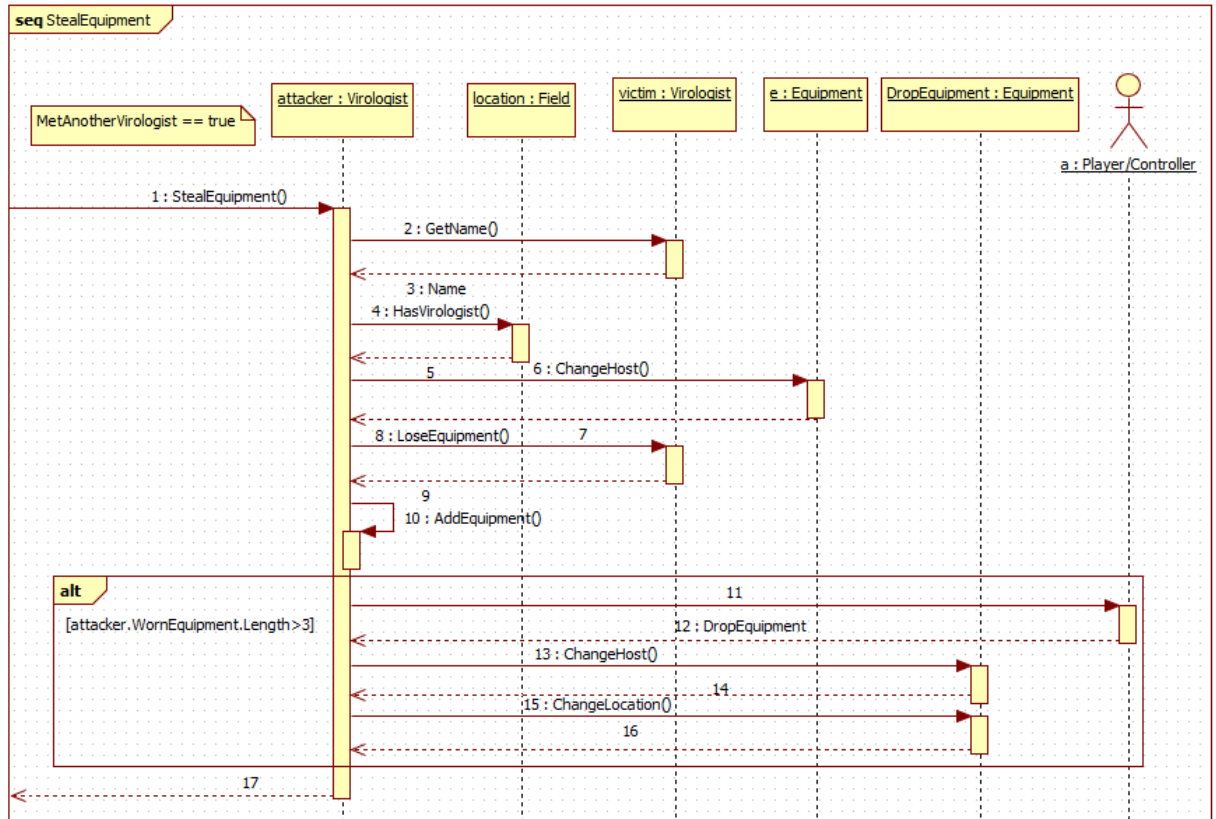 seq StealEquipment
MetAnotherVirologist == true
attacker : Virologist
location : Field
victim : Virologist
e : Equipment
DropEquipment : Equipment
a : Player/Controller
1 : StealEquipment()
2 : GetName()
3 : Name
4 : HasVirologist()
5
6 : ChangeHost()
7
8 : LoseEquipment()
9
10 : AddEquipment()
alt
[attacker.WornEquipment.Length>3]
11
12 : DropEquipment
13 : ChangeHost()
14
15 : ChangeLocation()
16
17